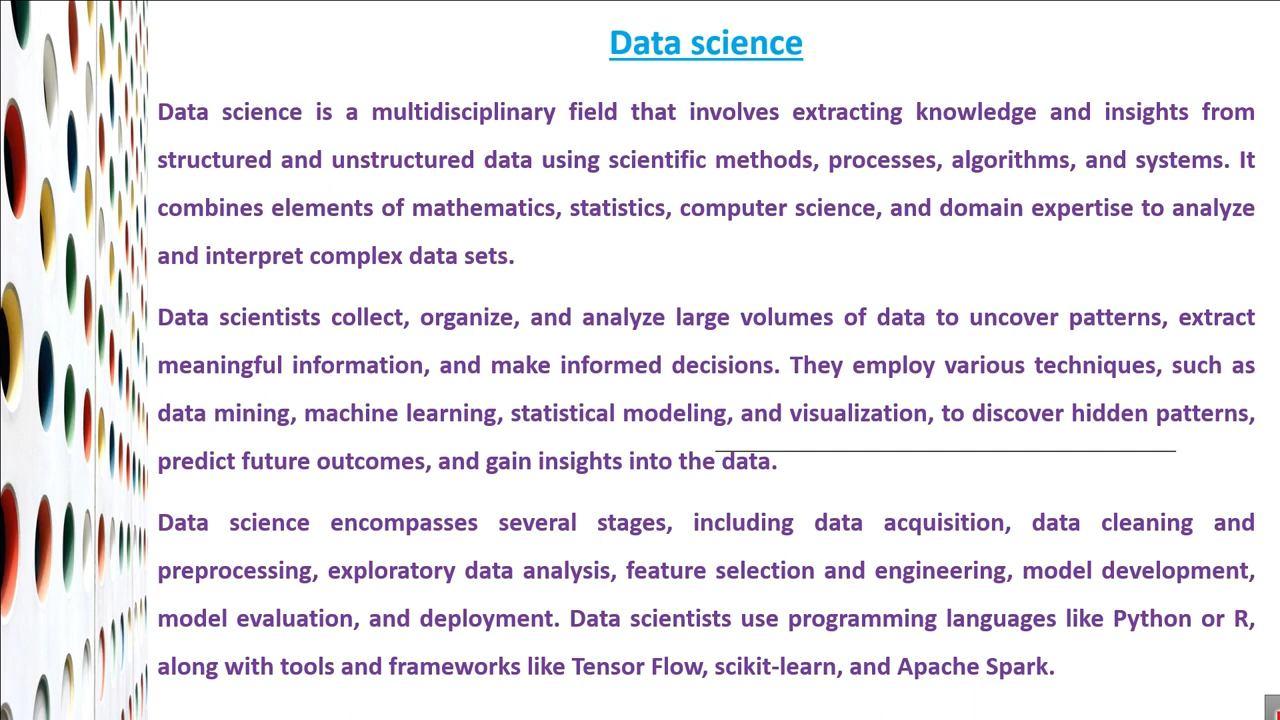 Data science
Data science is a multidisciplinary field that involves extracting knowledge and insights from
structured and unstructured data using scientific methods, processes, algorithms, and systems. It
combines elements of mathematics, statistics, computer science, and domain expertise to analyze
and interpret complex data sets.
Data scientists collect, organize, and analyze large volumes of data to uncover patterns, extract
meaningful information, and make informed decisions. They employ various techniques, such as
data mining, machine learning, statistical modeling, and visualization, to discover hidden patterns,
predict future outcomes, and gain insights into the data.
Data science encompasses several stages, including data acquisition, data cleaning and
preprocessing, exploratory data analysis, feature selection and engineering, model development,
model evaluation, and deployment. Data scientists use programming languages like Python or R,
along with tools and frameworks like Tensor Flow, scikit-learn, and Apache Spark.